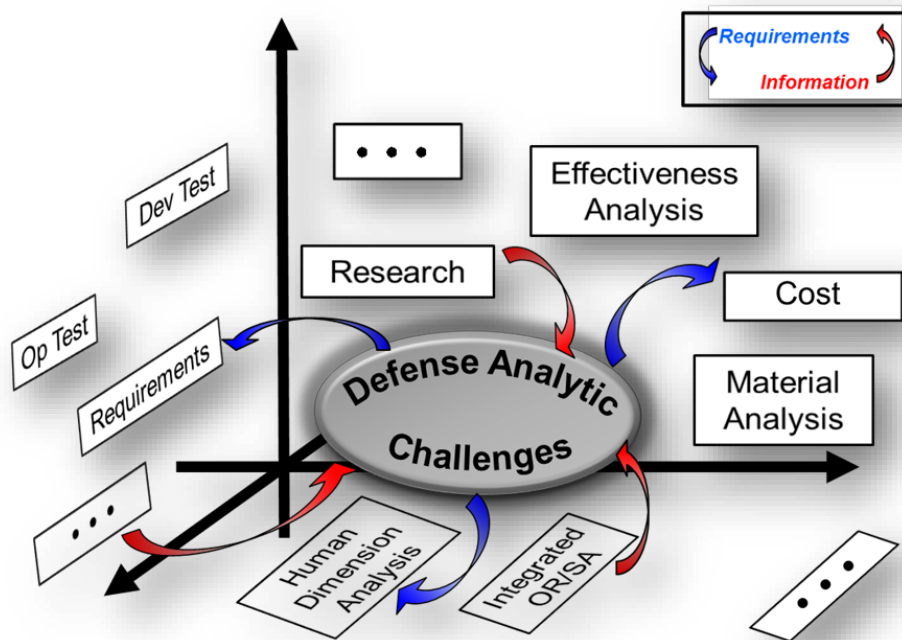 Requirements
Information
• • •
Effectiveness
Analysis
Dev Test
Research
Cost
Op Test
Requirements
Defense Analytic
Challenges
Material
Analysis
• • •
Human
Dimension
Analysis
Integrated
OR/SA
• • •